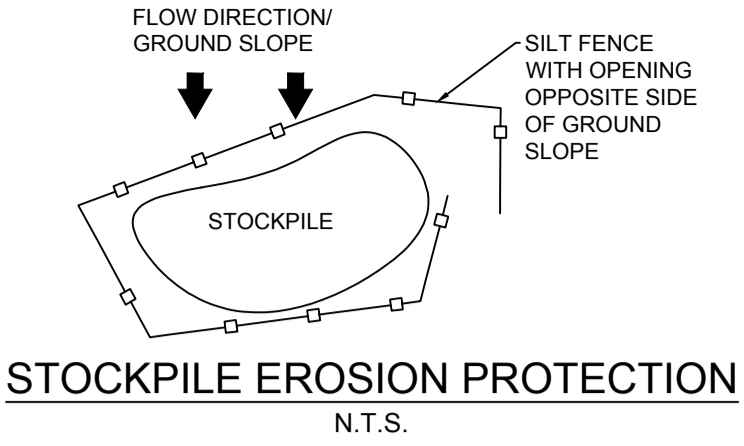 FLOW DIRECTION/
GROUND SLOPE
SILT FENCE
WITH OPENING
OPPOSITE SIDE
OF GROUND
SLOPE
STOCKPILE
STOCKPILE EROSION PROTECTION
N.T.S.